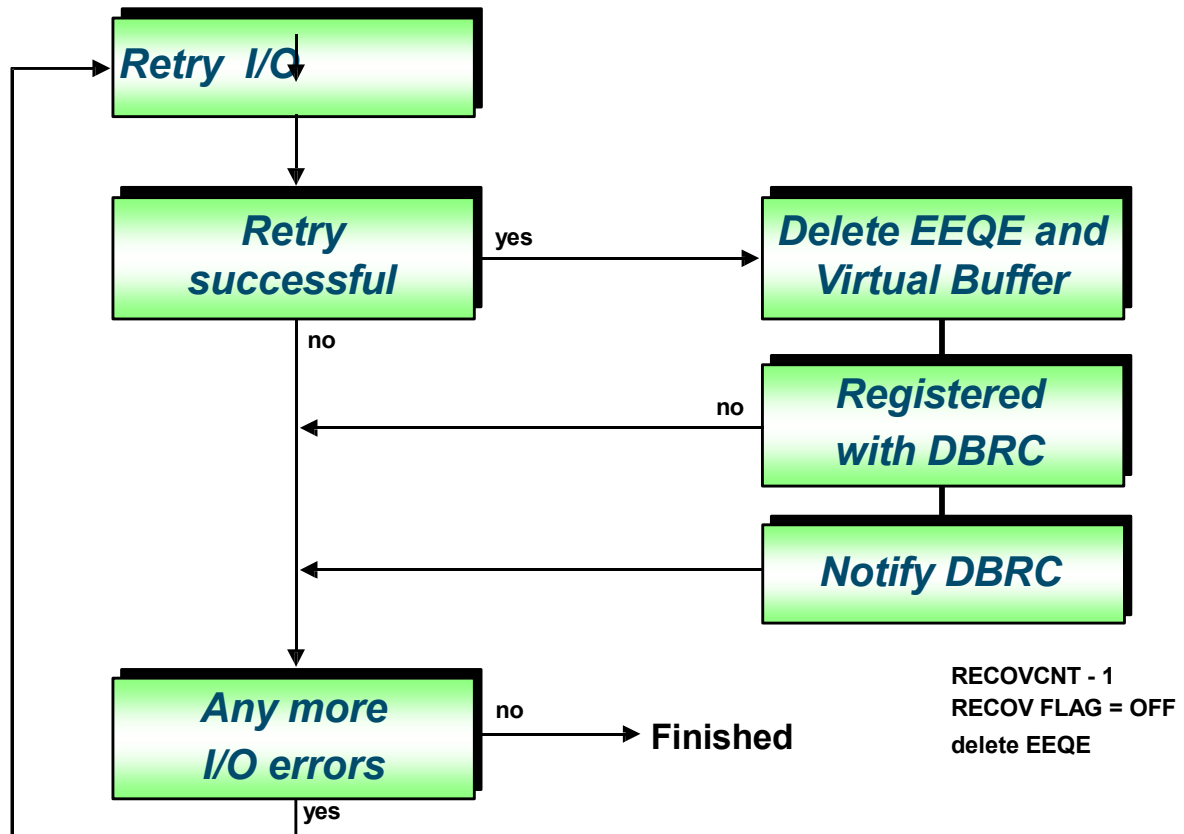 Retry I/O
Retry
successful
yes
Delete EEQE and
Virtual Buffer
no
no
Registered
with DBRC
Notify DBRC
Any more
I/O errors
no
Finished
RECOVCNT - 1
RECOV FLAG = OFF
delete EEQE
yes